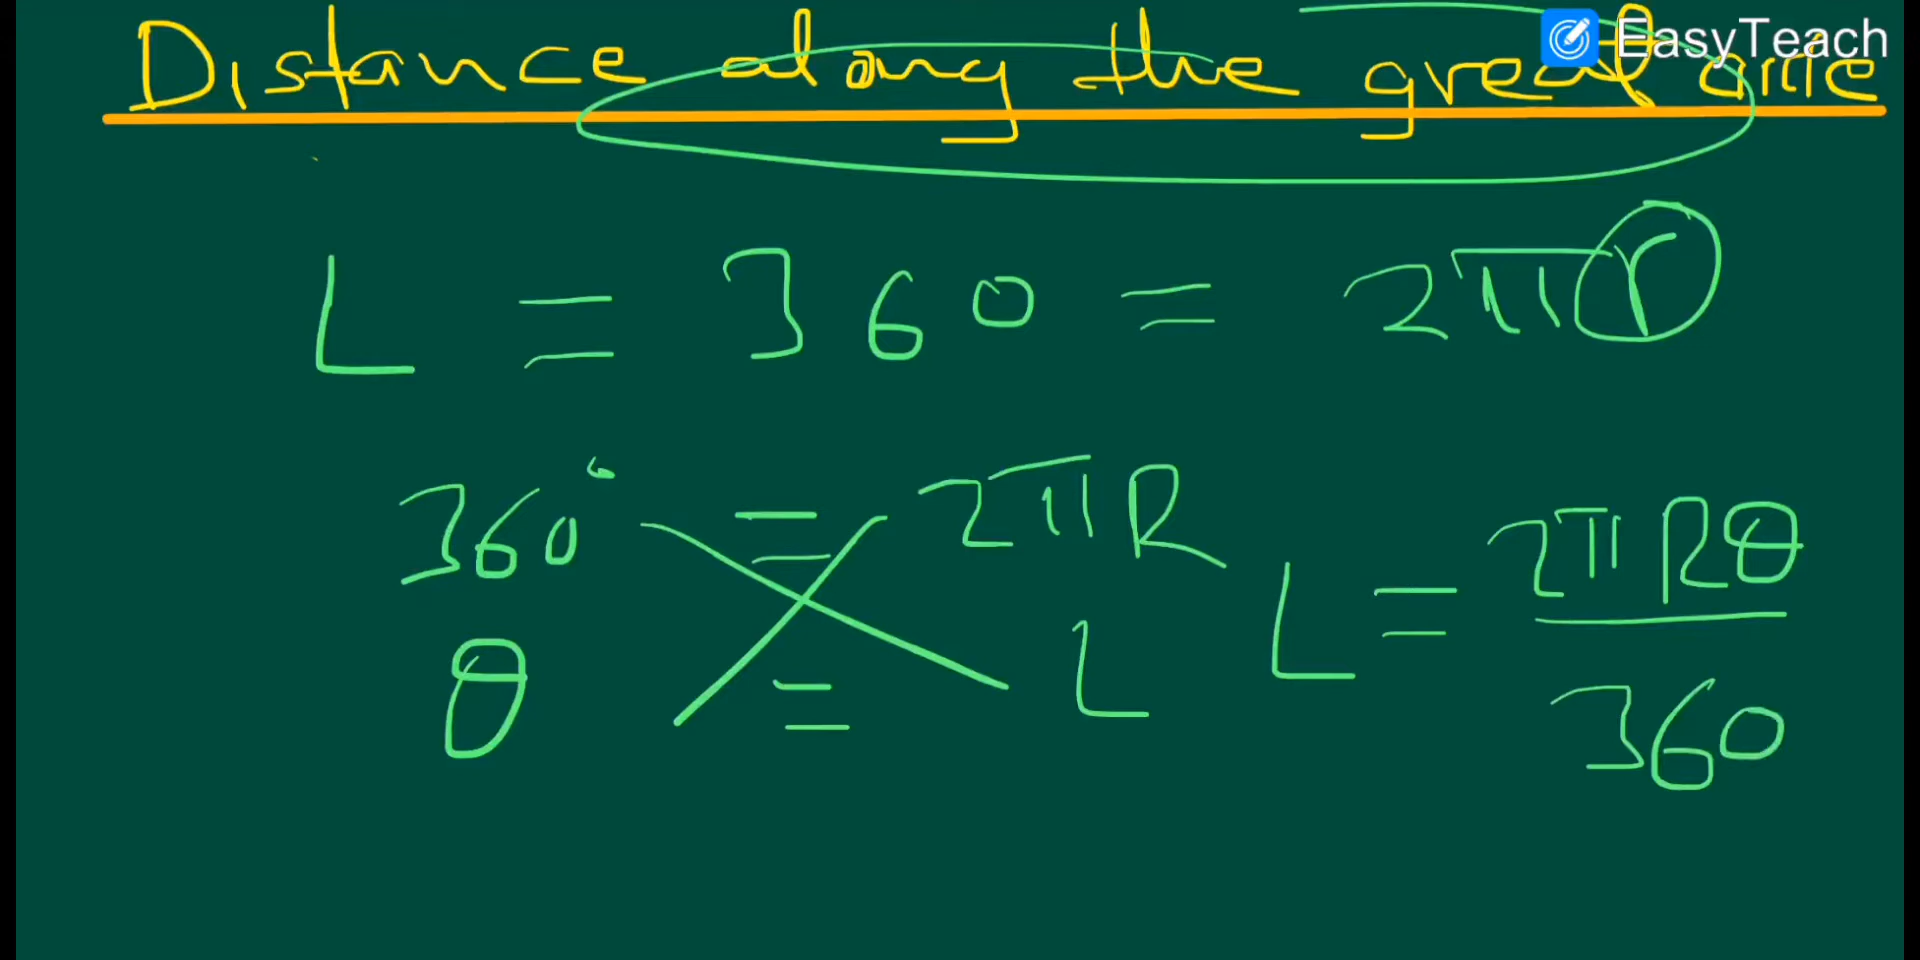 EasyTeach
Distance along the great circle
L = 360 = 2πr
360° = 2πR
θ = L
L = 2πRθ
360